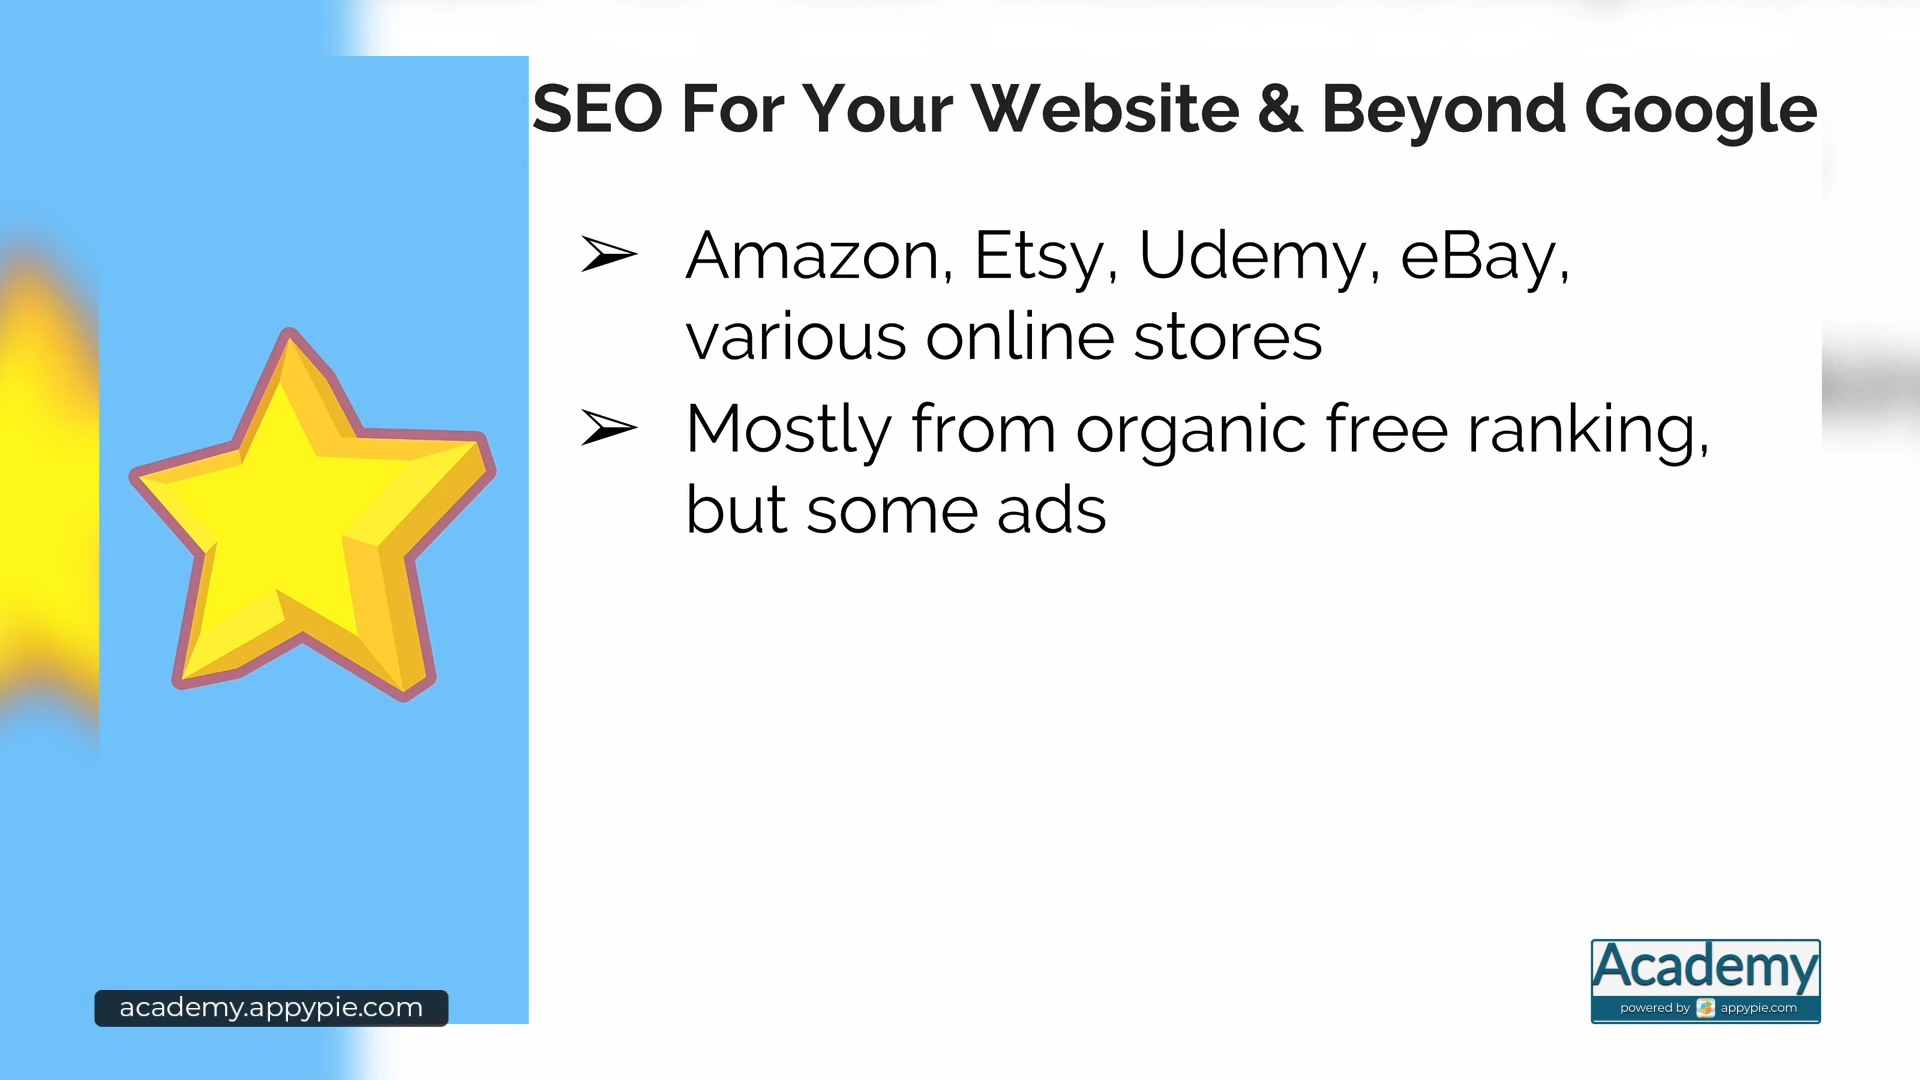 SEO For Your Website & Beyond Google
➢ Amazon, Etsy, Udemy, eBay,
various online stores
➢ Mostly from organic free ranking,
but some ads
academy.appypie.com
Academy
powered by appypie.com